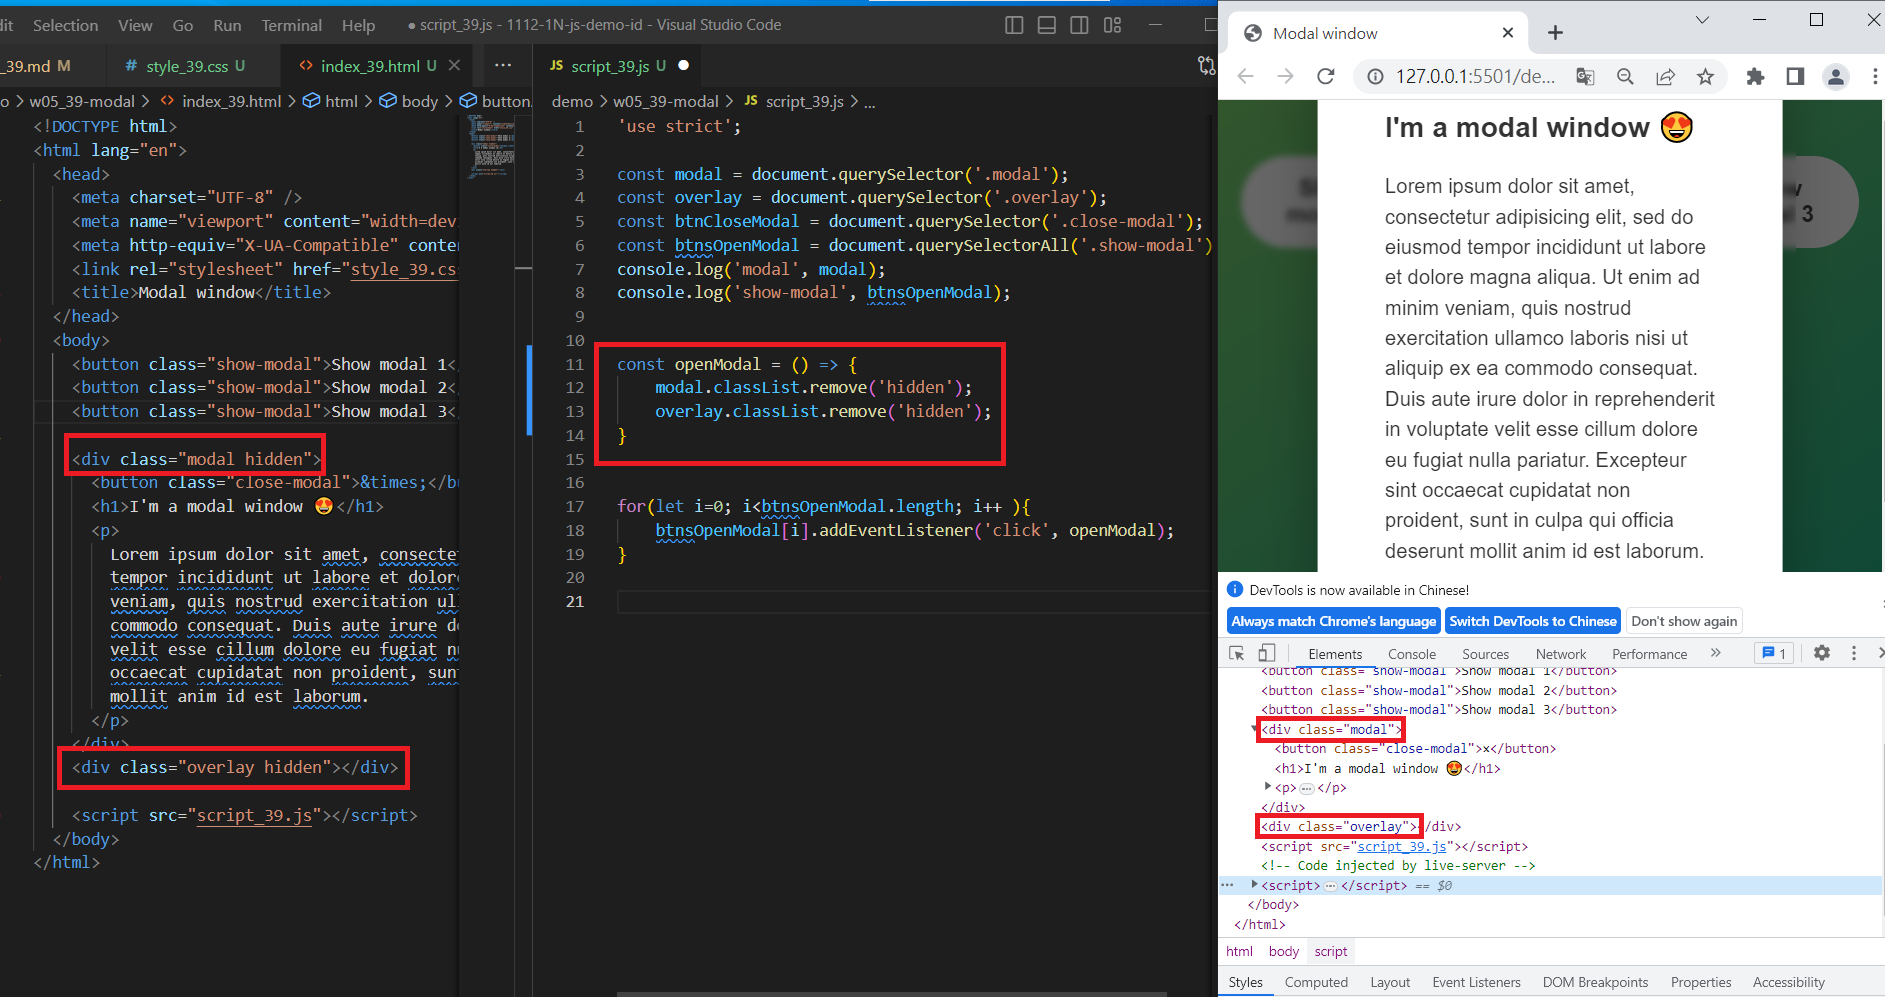 dit Selection View Go Run Terminal Help ● script_39.js - 1112-1N-js-demo-id - Visual Studio Code
_39.md M # style_39.css U <> index_39.html U ✕ ···
o > w05_39-modal > <> index_39.html > html > body > button.
<!DOCTYPE html>
<html lang="en">
<head>
<meta charset="UTF-8" />
<meta name="viewport" content="width=dev
<meta http-equiv="X-UA-Compatible" conte
<link rel="stylesheet" href="style_39.cs
<title>Modal window</title>
</head>
<body>
<button class="show-modal">Show modal 1<
<button class="show-modal">Show modal 2<
<button class="show-modal">Show modal 3<
<div class="modal hidden">
<button class="close-modal">&times;</bu
<h1>I'm a modal window 😍</h1>
<p>
Lorem ipsum dolor sit amet, consectet
tempor incididunt ut labore et dolore
veniam, quis nostrud exercitation ull
commodo consequat. Duis aute irure do
velit esse cillum dolore eu fugiat nu
occaecat cupidatat non proident, sunt
mollit anim id est laborum.
</p>
</div>
<div class="overlay hidden"></div>
<script src="script_39.js"></script>
</body>
</html>
JS script_39.js U ●
demo > w05_39-modal > JS script_39.js > ...
1 'use strict';
2
3 const modal = document.querySelector('.modal');
4 const overlay = document.querySelector('.overlay');
5 const btnCloseModal = document.querySelector('.close-modal');
6 const btnsOpenModal = document.querySelectorAll('.show-modal')
7 console.log('modal', modal);
8 console.log('show-modal', btnsOpenModal);
9
10
11 const openModal = () => {
12 modal.classList.remove('hidden');
13 overlay.classList.remove('hidden');
14 }
15
16
17 for(let i=0; i<btnsOpenModal.length; i++ ){
18 btnsOpenModal[i].addEventListener('click', openModal);
19 }
20
21
Modal window
127.0.0.1:5501/de...
I'm a modal window 😍
Lorem ipsum dolor sit amet,
consectetur adipisicing elit, sed do
eiusmod tempor incididunt ut labore
et dolore magna aliqua. Ut enim ad
minim veniam, quis nostrud
exercitation ullamco laboris nisi ut
aliquip ex ea commodo consequat.
Duis aute irure dolor in reprehenderit
in voluptate velit esse cillum dolore
eu fugiat nulla pariatur. Excepteur
sint occaecat cupidatat non
proident, sunt in culpa qui officia
deserunt mollit anim id est laborum.
3
DevTools is now available in Chinese!
Always match Chrome's language Switch DevTools to Chinese Don't show again
Elements Console Sources Network Performance » 1
<button class="show-modal">Show modal 1</button>
<button class="show-modal">Show modal 2</button>
<button class="show-modal">Show modal 3</button>
<div class="modal">
<button class="close-modal">×</button>
<h1>I'm a modal window 😍</h1>
<p>···</p>
</div>
<div class="overlay"></div>
<script src="script_39.js"></script>
<!-- Code injected by live-server -->
<script>···</script> == $0
</body>
</html>
html body script
Styles Computed Layout Event Listeners DOM Breakpoints Properties Accessibility